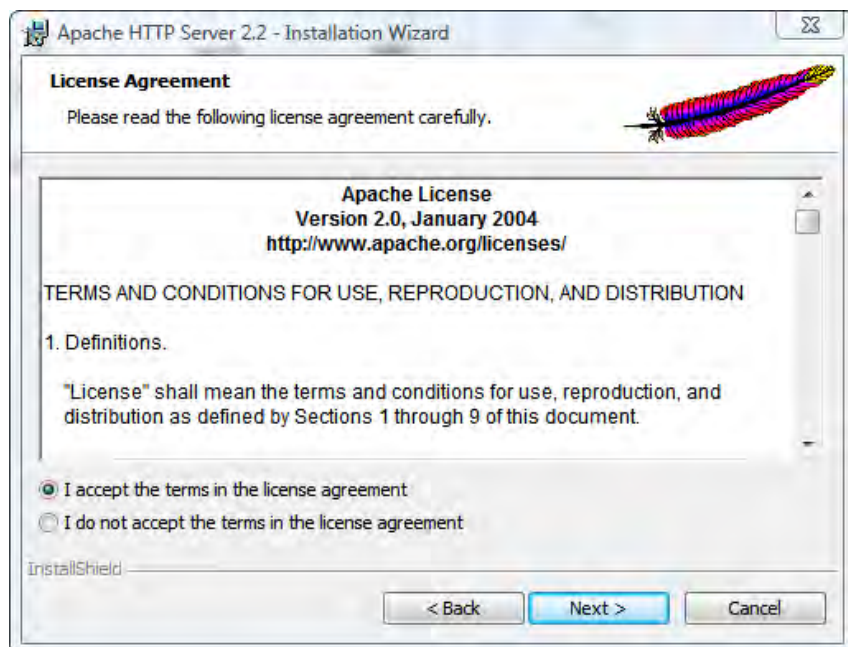 Apache HTTP Server 2.2 - Installation Wizard
License Agreement
Please read the following license agreement carefully.
Apache License
Version 2.0, January 2004
http://www.apache.org/licenses/
TERMS AND CONDITIONS FOR USE, REPRODUCTION, AND DISTRIBUTION
1. Definitions.
"License" shall mean the terms and conditions for use, reproduction, and
distribution as defined by Sections 1 through 9 of this document.
I accept the terms in the license agreement
I do not accept the terms in the license agreement
InstallShield
< Back Next > Cancel